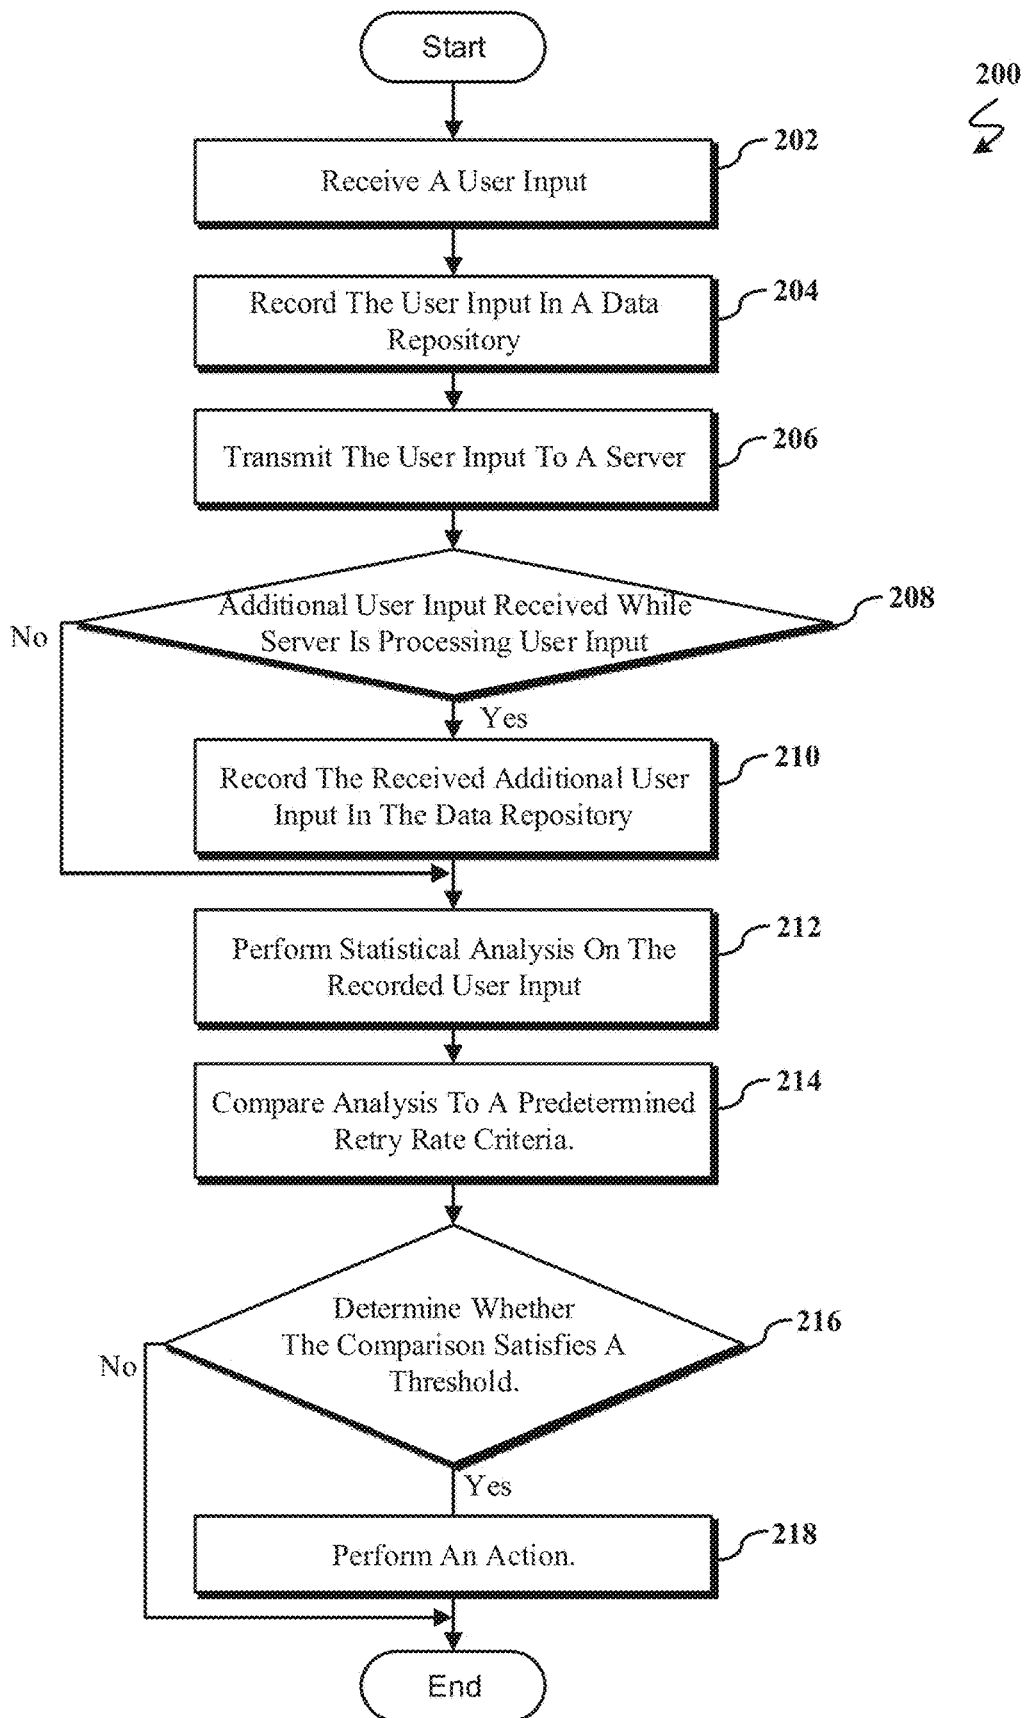 Start
200
202
Receive A User Input
204
Record The User Input In A Data
Repository
206
Transmit The User Input To A Server
208
Additional User Input Received While
Server Is Processing User Input
No
Yes
210
Record The Received Additional User
Input In The Data Repository
212
Perform Statistical Analysis On The
Recorded User Input
214
Compare Analysis To A Predetermined
Retry Rate Criteria.
216
Determine Whether
The Comparison Satisfies A
Threshold.
No
Yes
218
Perform An Action.
End